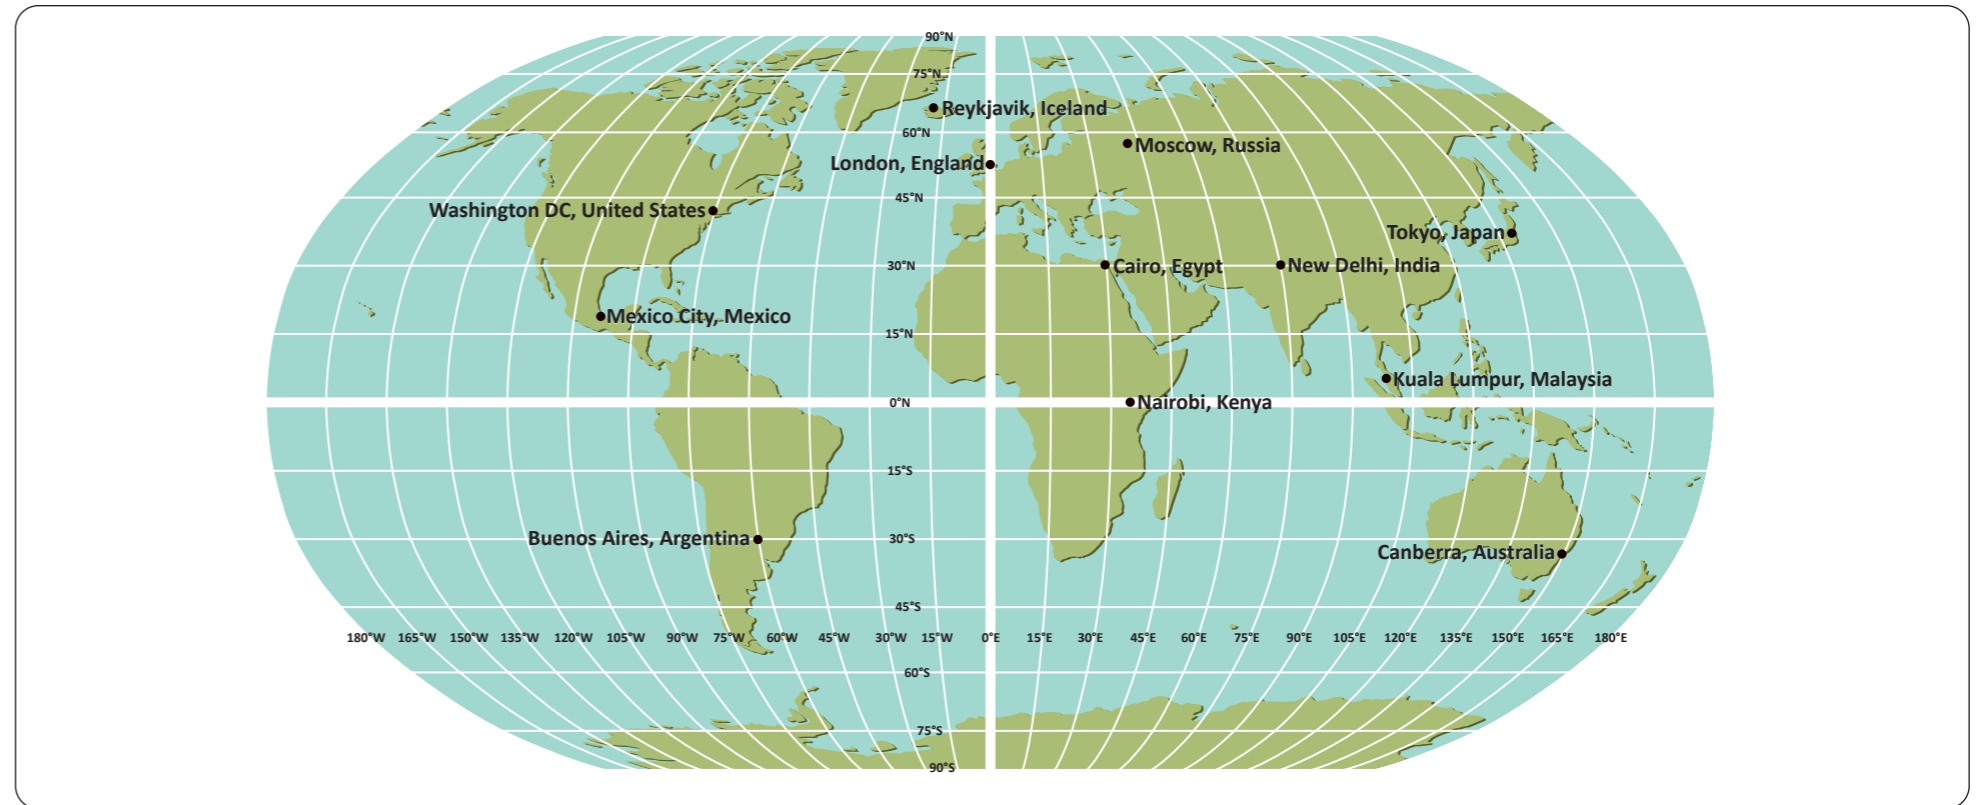 90°N
75°N
Reykjavik, Iceland
60°N
Moscow, Russia
London, England
45°N
Washington DC, United States
Tokyo, Japan
30°N
Cairo, Egypt
New Delhi, India
Mexico City, Mexico
15°N
Kuala Lumpur, Malaysia
0°N
Nairobi, Kenya
15°S
30°S
Buenos Aires, Argentina
Canberra, Australia
45°S
180°W 165°W 150°W 135°W 120°W 105°W 90°W 75°W 60°W 45°W 30°W 15°W 0°E 15°E 30°E 45°E 60°E 75°E 90°E 105°E 120°E 135°E 150°E 165°E 180°E
60°S
75°S
90°S